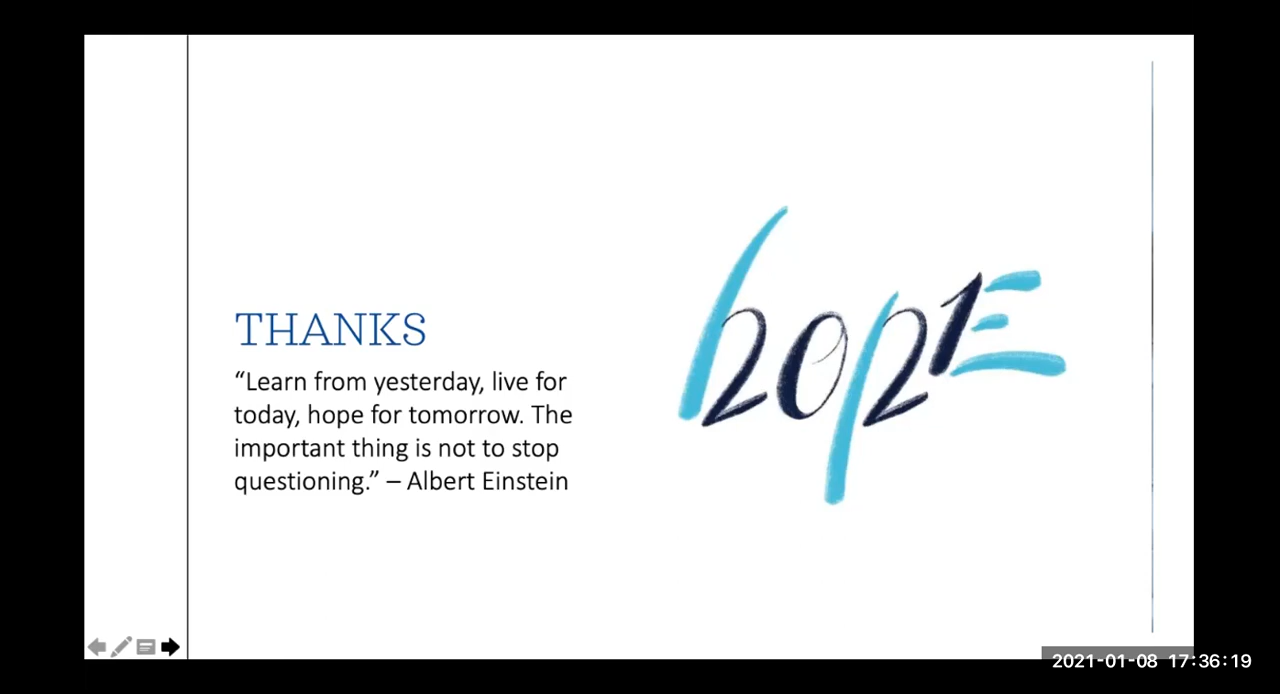 THANKS
“Learn from yesterday, live for
today, hope for tomorrow. The
important thing is not to stop
questioning.” – Albert Einstein
hopE
2021
2021-01-08 17:36:19